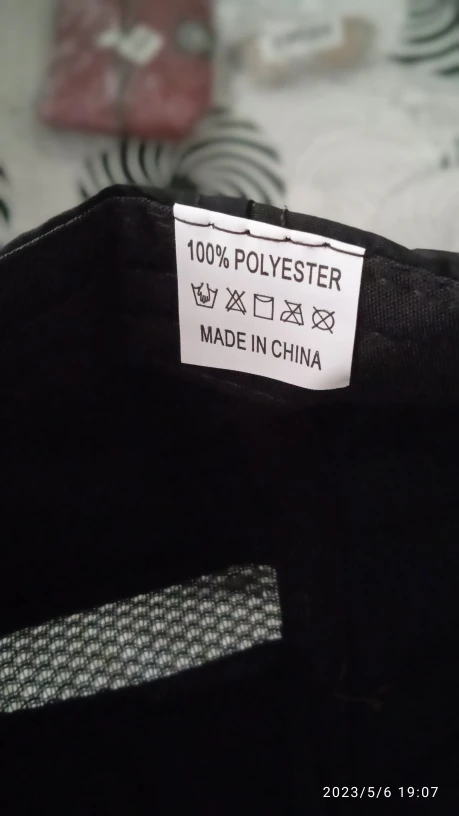 100% POLYESTER
MADE IN CHINA
2023/5/6 19:07